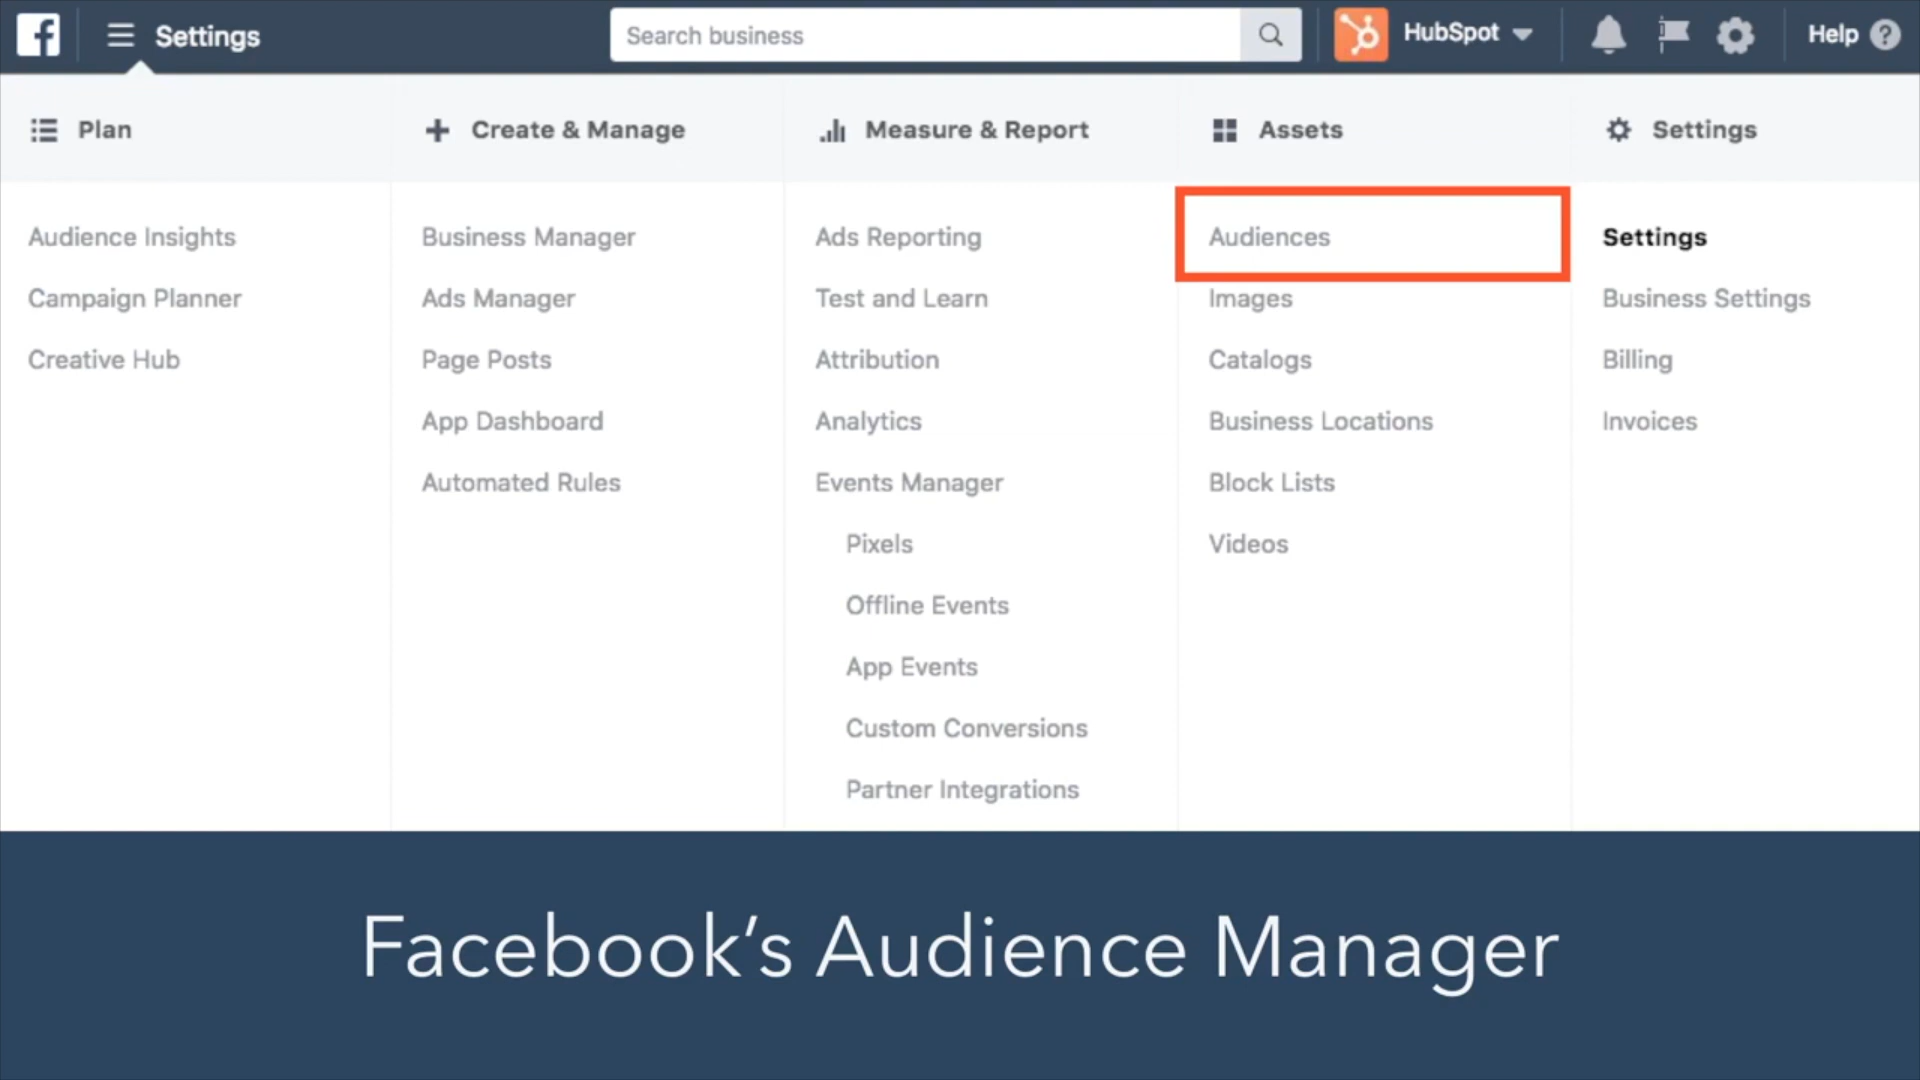 Settings
Search business
HubSpot
Help
Plan
Audience Insights
Campaign Planner
Creative Hub
Create & Manage
Business Manager
Ads Manager
Page Posts
App Dashboard
Automated Rules
Measure & Report
Ads Reporting
Test and Learn
Attribution
Analytics
Events Manager
Pixels
Offline Events
App Events
Custom Conversions
Partner Integrations
Assets
Audiences
Images
Catalogs
Business Locations
Block Lists
Videos
Settings
Settings
Business Settings
Billing
Invoices
Facebook’s Audience Manager